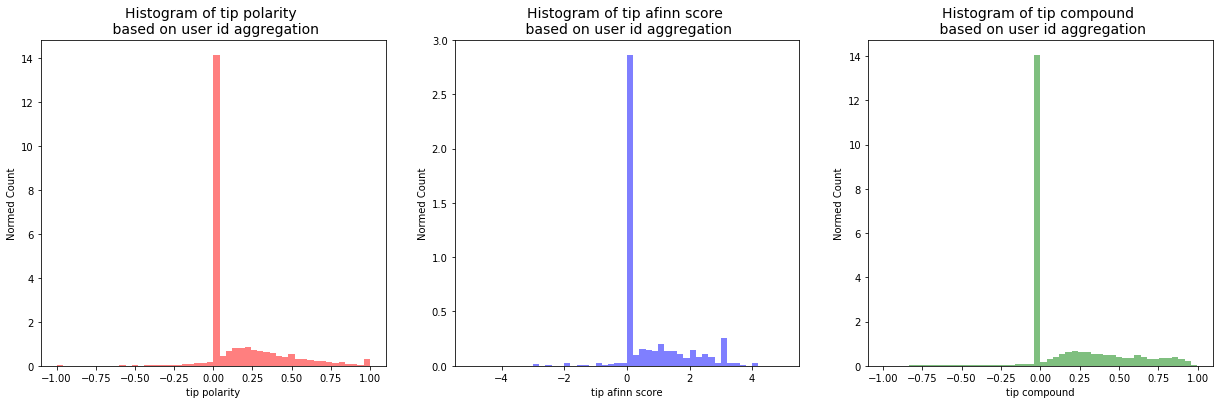 Histogram of tip polarity
based on user id aggregation
Normed Count
14
12
10
8
6
4
2
0
−1.00 −0.75 −0.50 −0.25 0.00 0.25 0.50 0.75 1.00
tip polarity
Histogram of tip afinn score
based on user id aggregation
Normed Count
3.0
2.5
2.0
1.5
1.0
0.5
0.0
−4 −2 0 2 4
tip afinn score
Histogram of tip compound
based on user id aggregation
Normed Count
14
12
10
8
6
4
2
0
−1.00 −0.75 −0.50 −0.25 0.00 0.25 0.50 0.75 1.00
tip compound